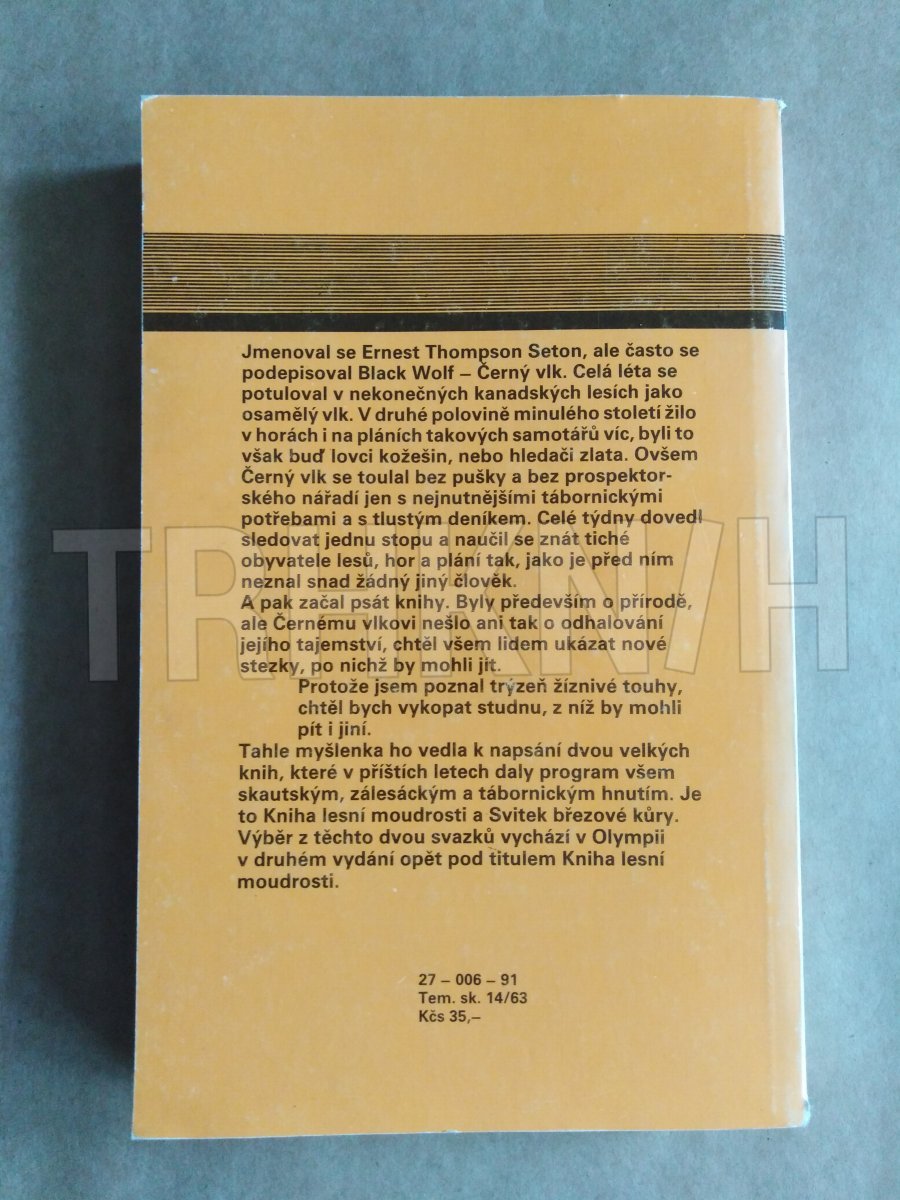 Jmenoval se Ernest Thompson Seton, ale často se
podepisoval Black Wolf – Černý vlk. Celá léta se
potuloval v nekonečných kanadských lesích jako
osamělý vlk. V druhé polovině minulého století žilo
v horách i na pláních takových samotářů víc, byli to
však buď lovci kožešin, nebo hledači zlata. Ovšem
Černý vlk se toulal bez pušky a bez prospektor-
ského nářadí jen s nejnutnějšími tábornickými
potřebami a s tlustým deníkem. Celé týdny dovedl
sledovat jednu stopu a naučil se znát tiché
obyvatele lesů, hor a plání tak, jako je před ním
neznal snad žádný jiný člověk.
A pak začal psát knihy. Byly především o přírodě,
ale Černému vlkovi nešlo ani tak o odhalování
jejího tajemství, chtěl všem lidem ukázat nové
stezky, po nichž by mohli jít.
Protože jsem poznal trýzeň žíznivé touhy,
chtěl bych vykopat studnu, z níž by mohli
pít i jiní.
Tahle myšlenka ho vedla k napsání dvou velkých
knih, které v příštích letech daly program všem
skautským, zálesáckým a tábornickým hnutím. Je
to Kniha lesní moudrosti a Svitek březové kůry.
Výběr z těchto dvou svazků vychází v Olympii
v druhém vydání opět pod titulem Kniha lesní
moudrosti.
27 – 006 – 91
Tem. sk. 14/63
Kčs 35,–
TRHKNIH